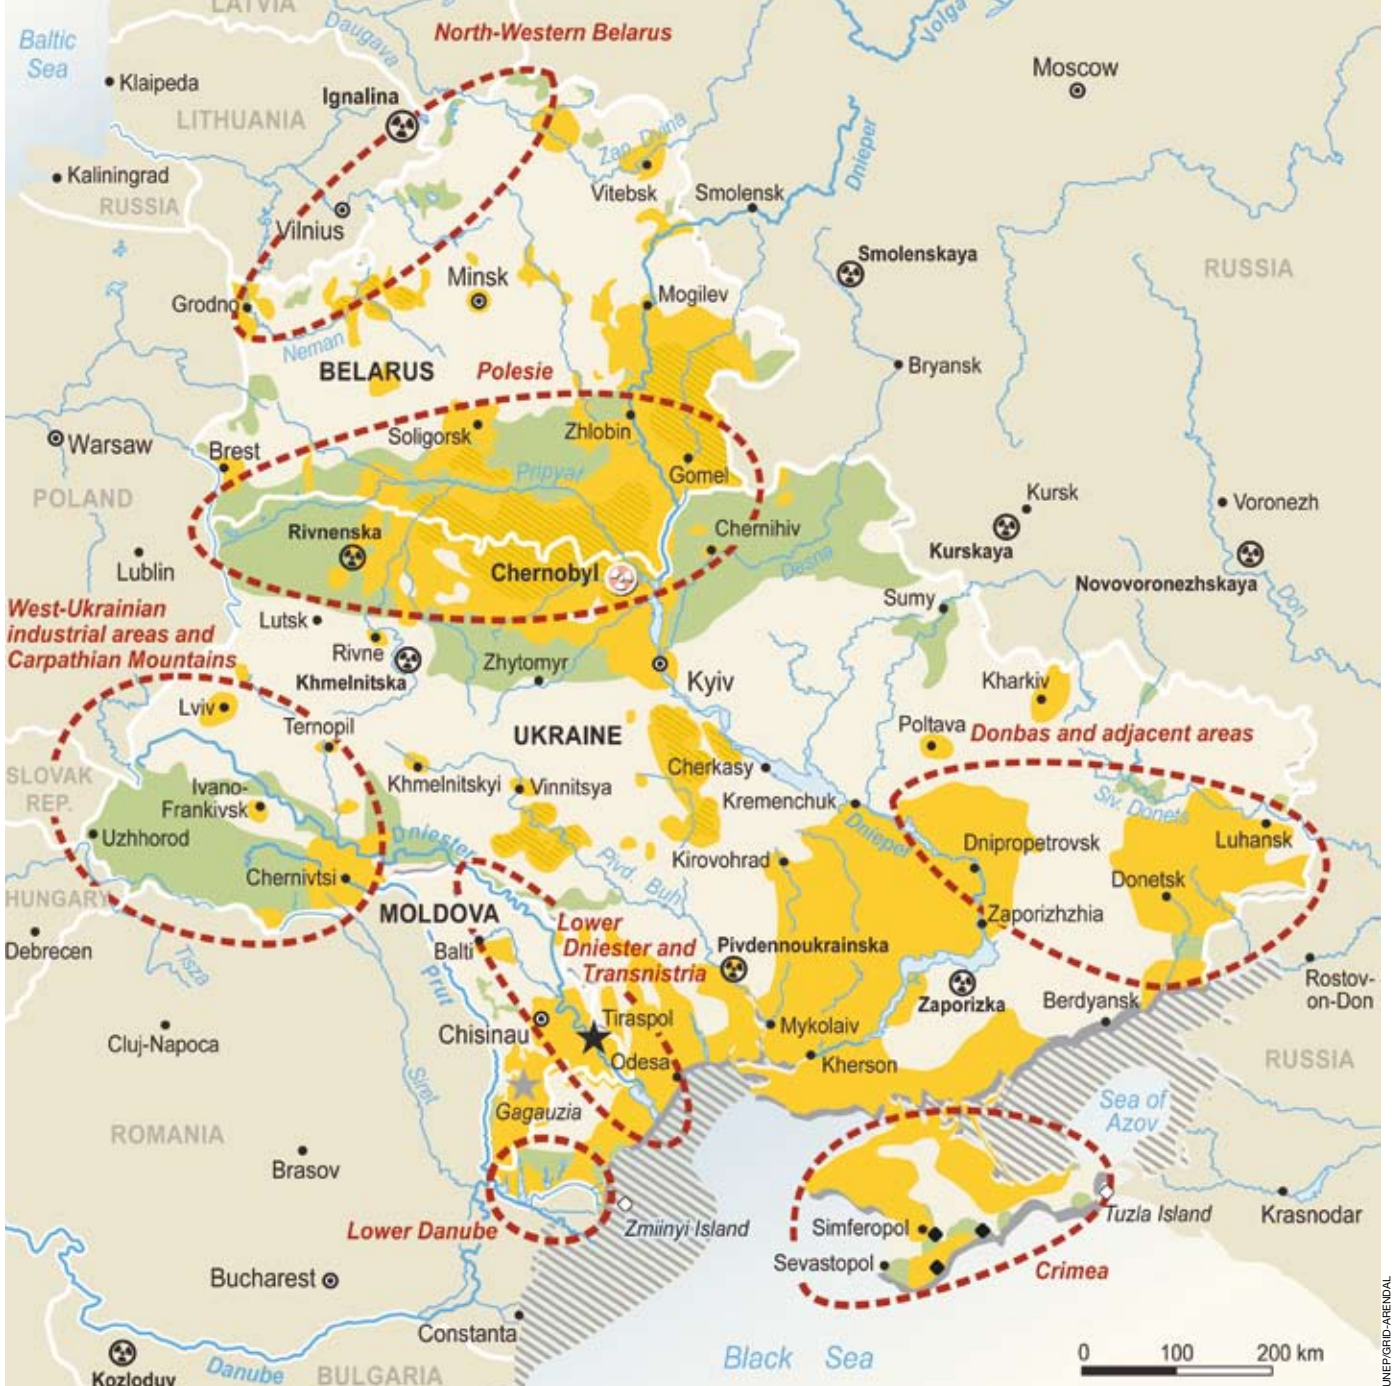 LATVIA
Volga
Daugava
North-Western Belarus
Baltic
Sea
Moscow
Klaipeda
Ignalina
LITHUANIA
Zap. Dvina
Dnieper
Kaliningrad
RUSSIA
Vitebsk
Smolensk
Vilnius
Smolenskaya
RUSSIA
Minsk
Mogilev
Grodno
Neman
BELARUS
Polesie
Bryansk
Soligorsk
Zhlobin
Warsaw
Brest
Pripyat
Gomel
POLAND
Kursk
Voronezh
Rivnenska
Chernihiv
Kurskaya
Desna
Lublin
Chernobyl
Novovoronezhskaya
Don
Sumy
West-Ukrainian
industrial areas and
Carpathian Mountains
Lutsk
Rivne
Zhytomyr
Khmelnitska
Kyiv
Kharkiv
Lviv
Ternopil
UKRAINE
Poltava
Donbas and adjacent areas
SLOVAK
REP.
Cherkasy
Ivano-
Frankivsk
Khmelnitskyi
Vinnitsya
Kremenchuk
Siv. Donets
Uzhhorod
Dniester
Dnieper
Dnipropetrovsk
Luhansk
Pivd. Buh
Kirovohrad
Chernivtsi
Donetsk
HUNGARY
MOLDOVA
Zaporizhzhia
Debrecen
Balti
Lower
Dniester and
Transnistria
Pivdennoukrainska
Tisza
Prut
Zaporizka
Berdyansk
Rostov-
on-Don
Chisinau
Tiraspol
Mykolaiv
Cluj-Napoca
Odesa
Kherson
RUSSIA
Siret
Gagauzia
Sea of
Azov
ROMANIA
Brasov
Lower Danube
Zmiinyi Island
Simferopol
Tuzla Island
Krasnodar
Sevastopol
Crimea
Bucharest
Constanta
Black Sea
0 100 200 km
Kozloduy
Danube
BULGARIA
UNEP/GRID-ARENDAL